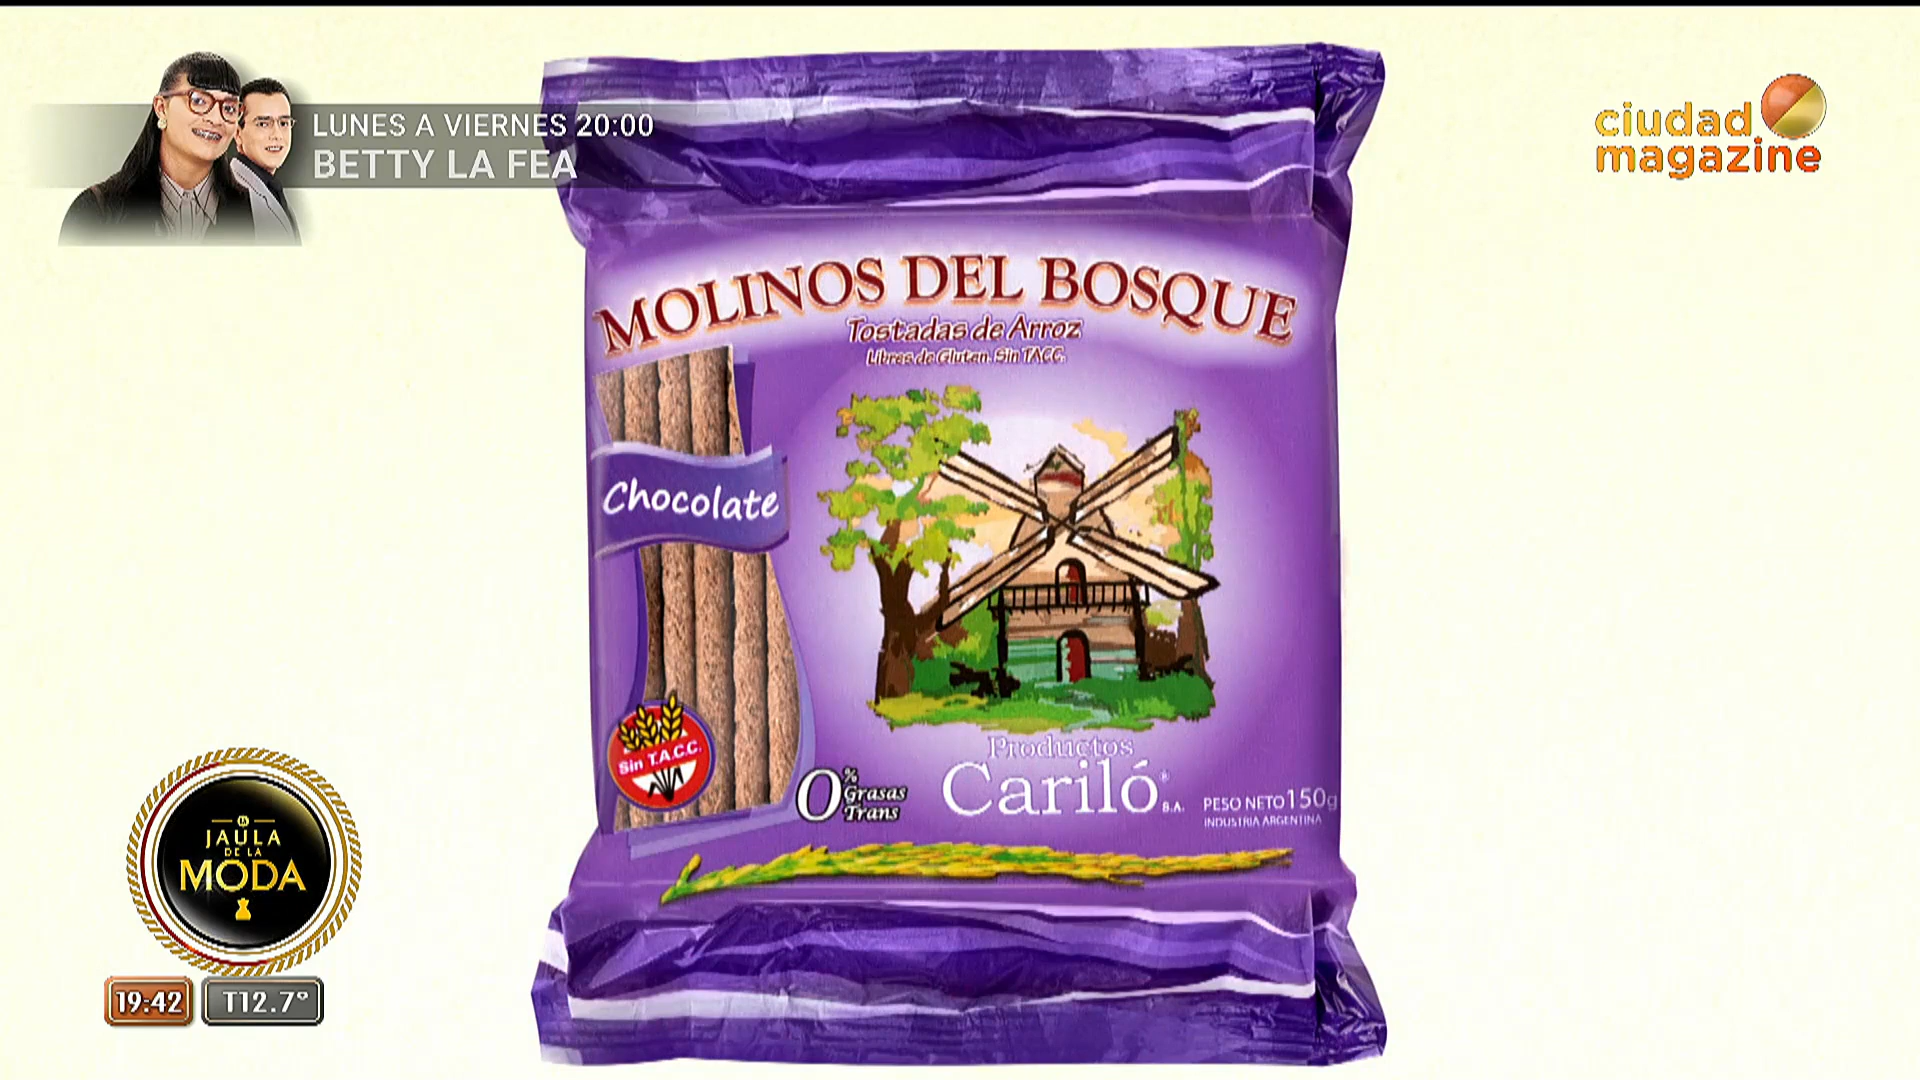 LUNES A VIERNES 20:00
BETTY LA FEA
ciudad
magazine
MOLINOS DEL BOSQUE
Tostadas de Arroz
Libres de Gluten. Sin TACC.
Chocolate
Sin T.A.C.C.
0%
Grasas
Trans
Productos
Cariló
S.A.
PESO NETO 150g
INDUSTRIA ARGENTINA
LA
JAULA
DE LA
MODA
19:42
T12.7°